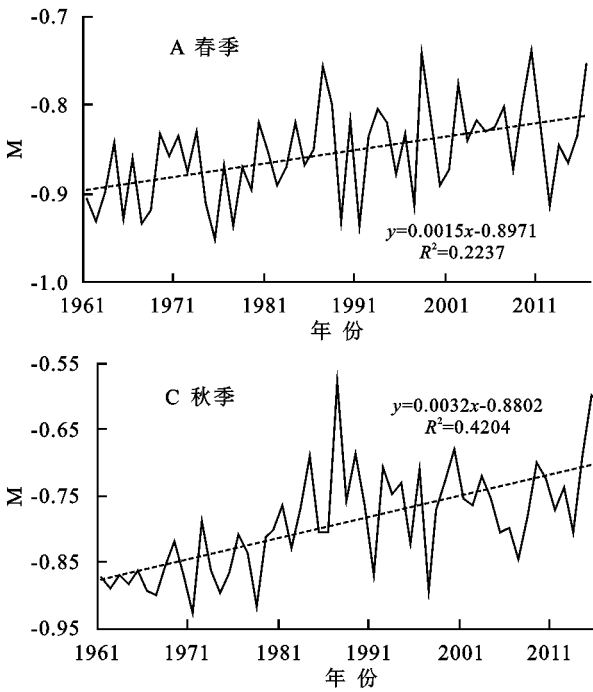 A 春季
-0.7
-0.8
M
-0.9
-1.0
y=0.0015x-0.8971
R²=0.2237
1961 1971 1981 1991 2001 2011
年 份
-0.55
C 秋季
y=0.0032x-0.8802
R²=0.4204
-0.65
M
-0.75
-0.85
-0.95
1961 1971 1981 1991 2001 2011
年 份